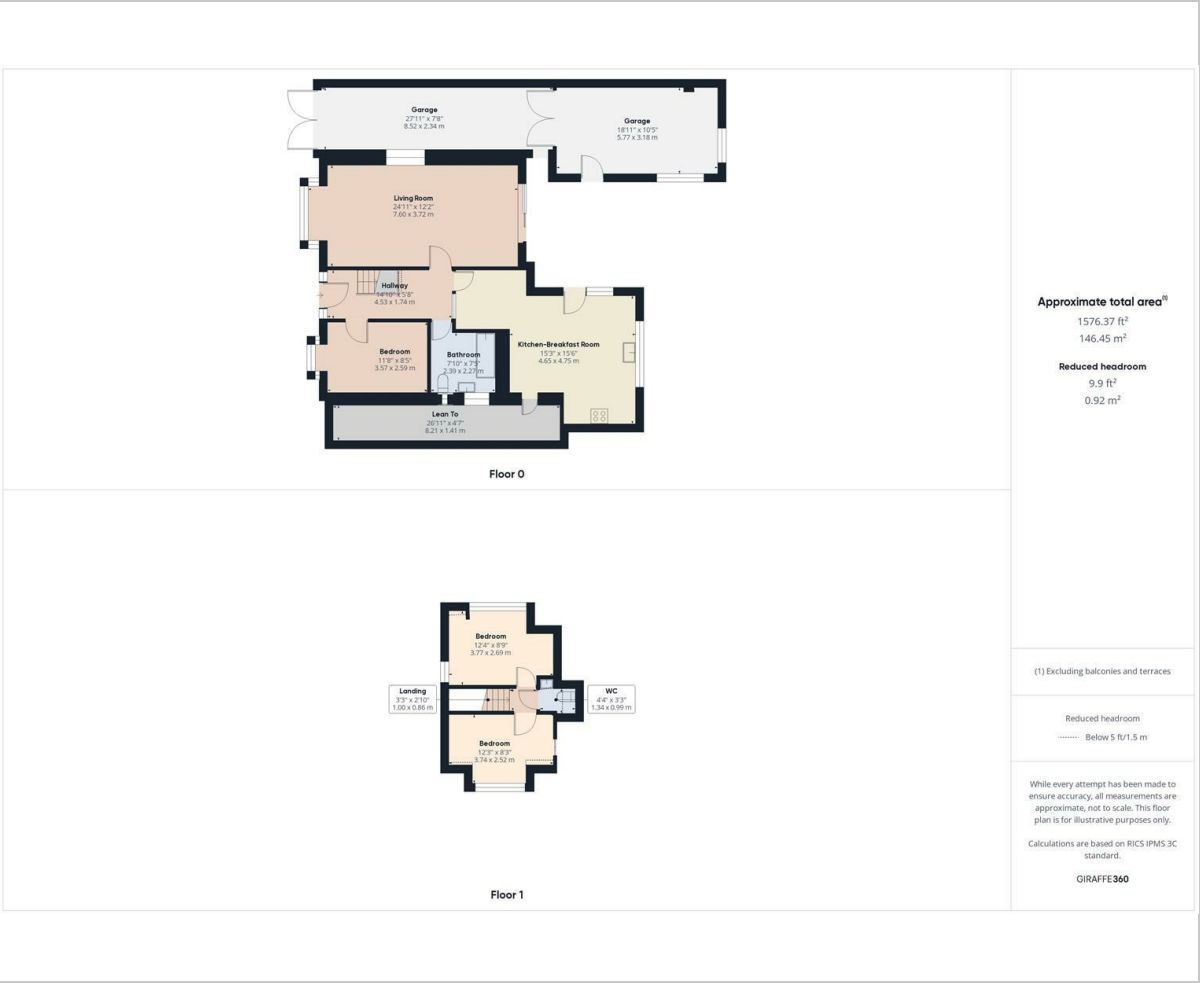 Garage
27'11" x 7'8"
8.52 x 2.34 m
Garage
18'11" x 10'5"
5.77 x 3.18 m
Living Room
24'11" x 12'2"
7.60 x 3.72 m
Hallway
14'10" x 5'8"
4.53 x 1.74 m
Bedroom
11'8" x 8'5"
3.57 x 2.59 m
Bathroom
7'10" x 7'5"
2.39 x 2.27 m
Kitchen-Breakfast Room
15'3" x 15'6"
4.65 x 4.75 m
Lean To
26'11" x 4'7"
8.21 x 1.41 m
Floor 0
Bedroom
12'4" x 8'9"
3.77 x 2.69 m
Landing
3'3" x 2'10"
1.00 x 0.86 m
WC
4'4" x 3'3"
1.34 x 0.99 m
Bedroom
12'3" x 8'3"
3.74 x 2.52 m
Floor 1
Approximate total area⁽¹⁾
1576.37 ft²
146.45 m²
Reduced headroom
9.9 ft²
0.92 m²
(1) Excluding balconies and terraces
Reduced headroom
Below 5 ft/1.5 m
While every attempt has been made to
ensure accuracy, all measurements are
approximate, not to scale. This floor
plan is for illustrative purposes only.
Calculations are based on RICS IPMS 3C
standard.
GIRAFFE360